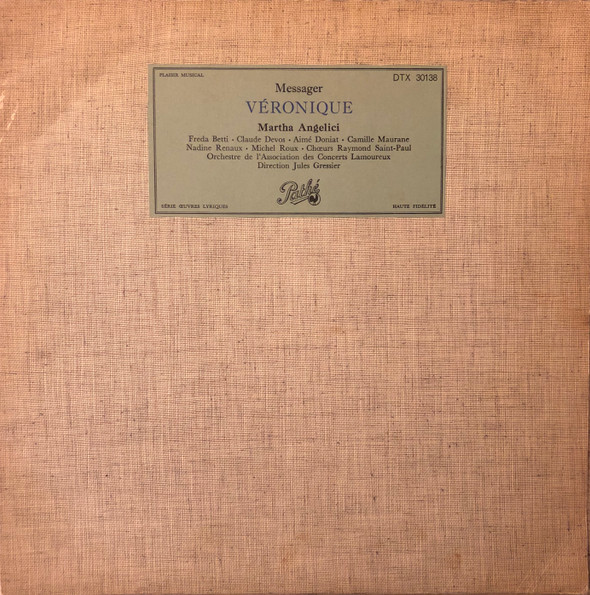 PLAISIR MUSICAL
DTX 30138
Messager
VÉRONIQUE
Martha Angelici
Freda Betti · Claude Devos · Aimé Doniat · Camille Maurane
Nadine Renaux · Michel Roux · Chœurs Raymond Saint-Paul
Orchestre de l'Association des Concerts Lamoureux
Direction Jules Gressier
Pathé
SÉRIE ŒUVRES LYRIQUES
HAUTE FIDÉLITÉ